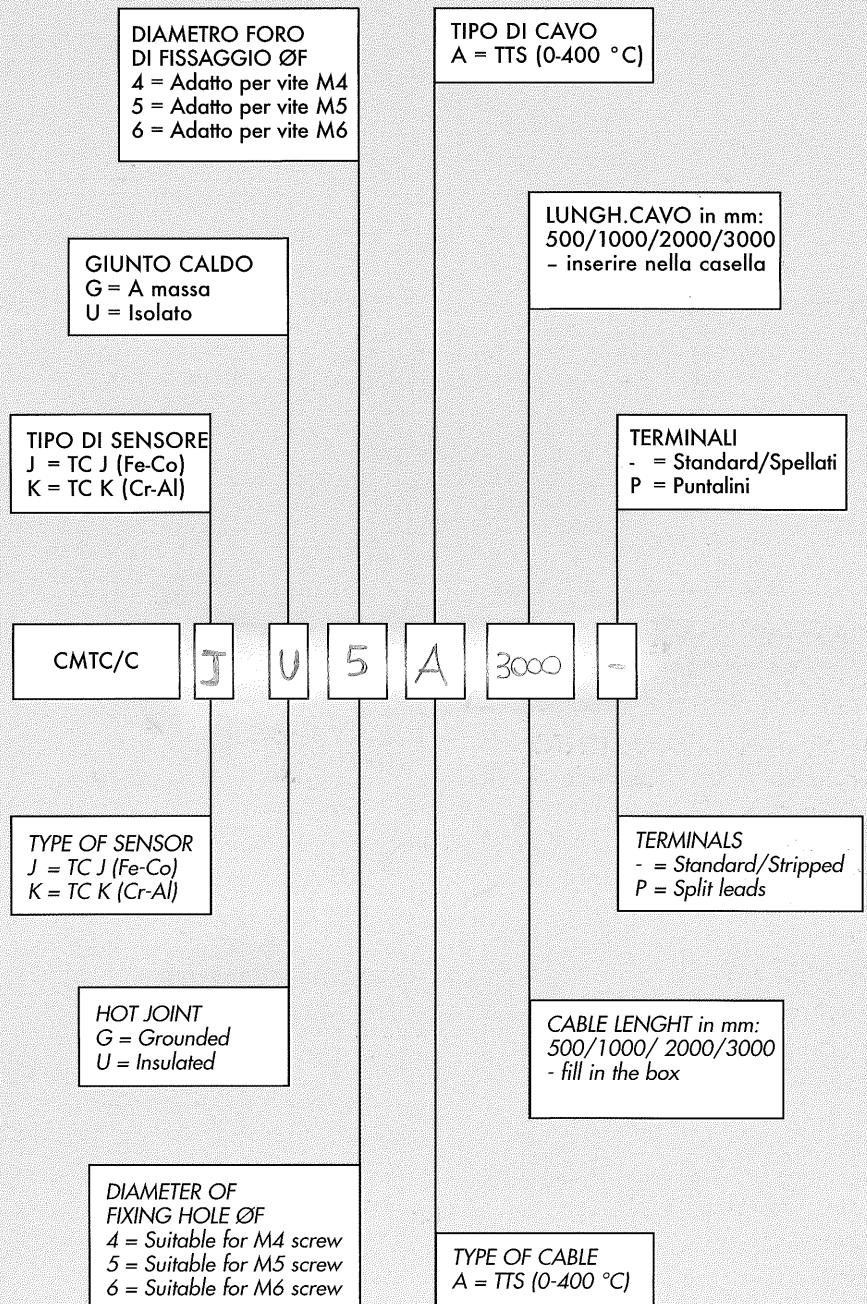 DIAMETRO FORO
DI FISSAGGIO ØF
4 = Adatto per vite M4
5 = Adatto per vite M5
6 = Adatto per vite M6
TIPO DI CAVO
A = TTS (0-400 °C)
LUNGH.CAVO in mm:
500/1000/2000/3000
– inserire nella casella
GIUNTO CALDO
G = A massa
U = Isolato
TIPO DI SENSORE
J = TC J (Fe-Co)
K = TC K (Cr-Al)
TERMINALI
- = Standard/Spellati
P = Puntalini
CMTC/C J U 5 A 3000 -
TYPE OF SENSOR
J = TC J (Fe-Co)
K = TC K (Cr-Al)
TERMINALS
- = Standard/Stripped
P = Split leads
HOT JOINT
G = Grounded
U = Insulated
CABLE LENGHT in mm:
500/1000/ 2000/3000
- fill in the box
DIAMETER OF
FIXING HOLE ØF
4 = Suitable for M4 screw
5 = Suitable for M5 screw
6 = Suitable for M6 screw
TYPE OF CABLE
A = TTS (0-400 °C)